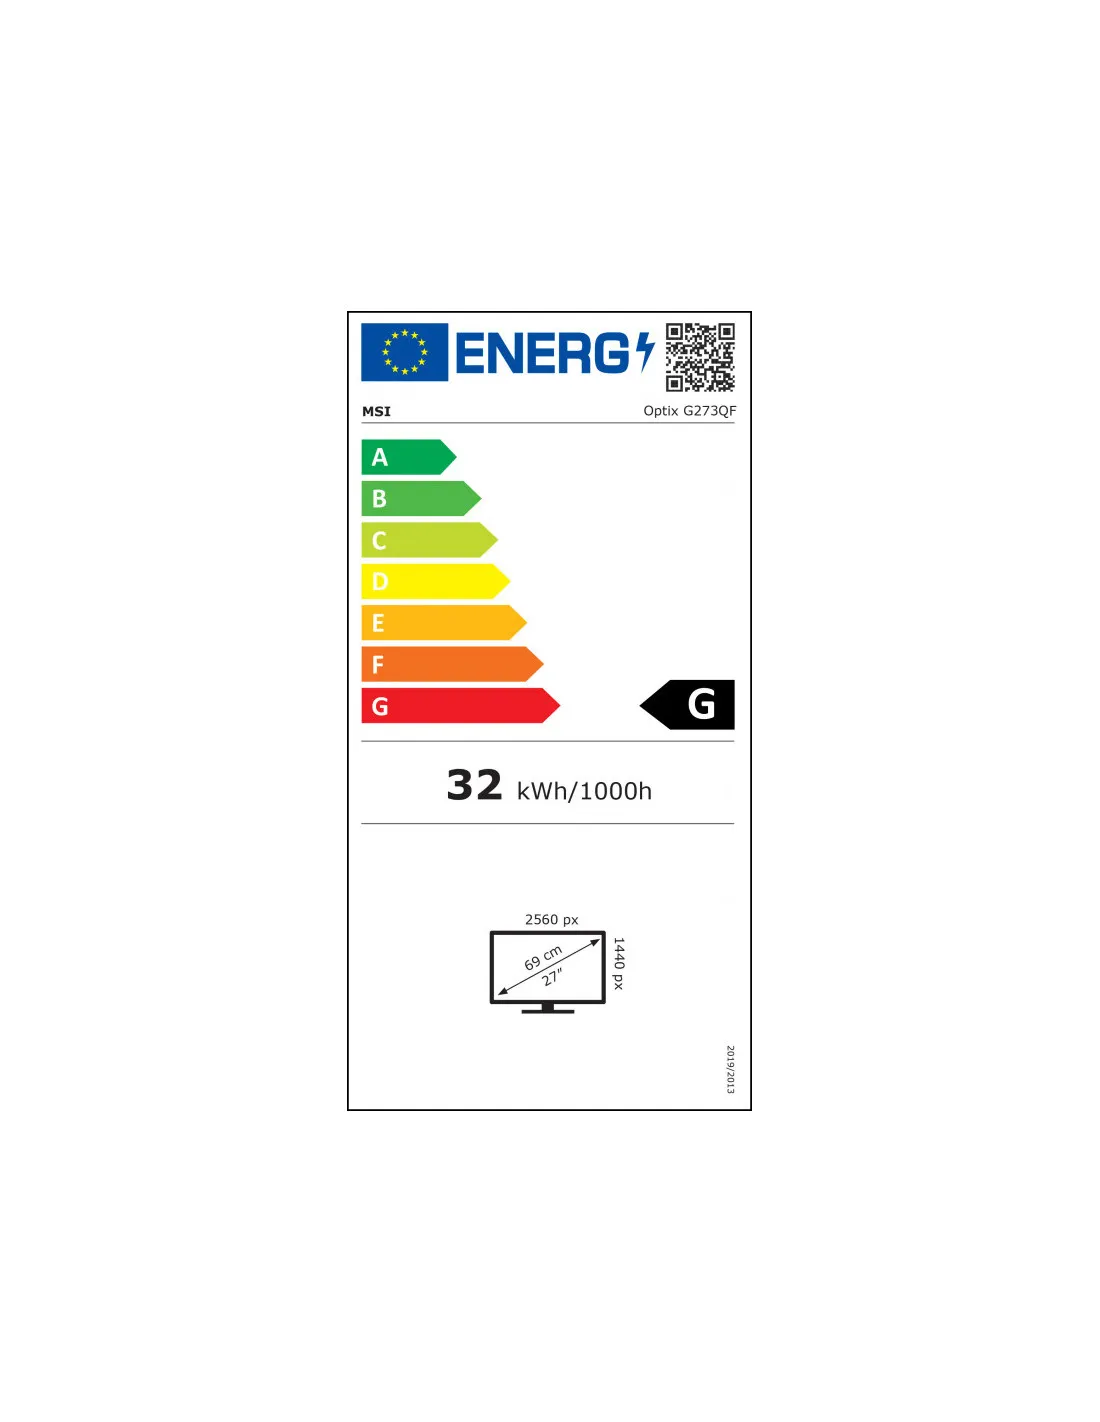 ENERG
MSI
Optix G273QF
A
B
C
D
E
F
G
G
32 kWh/1000h
2560 px
1440 px
69 cm
27"
2019/2013